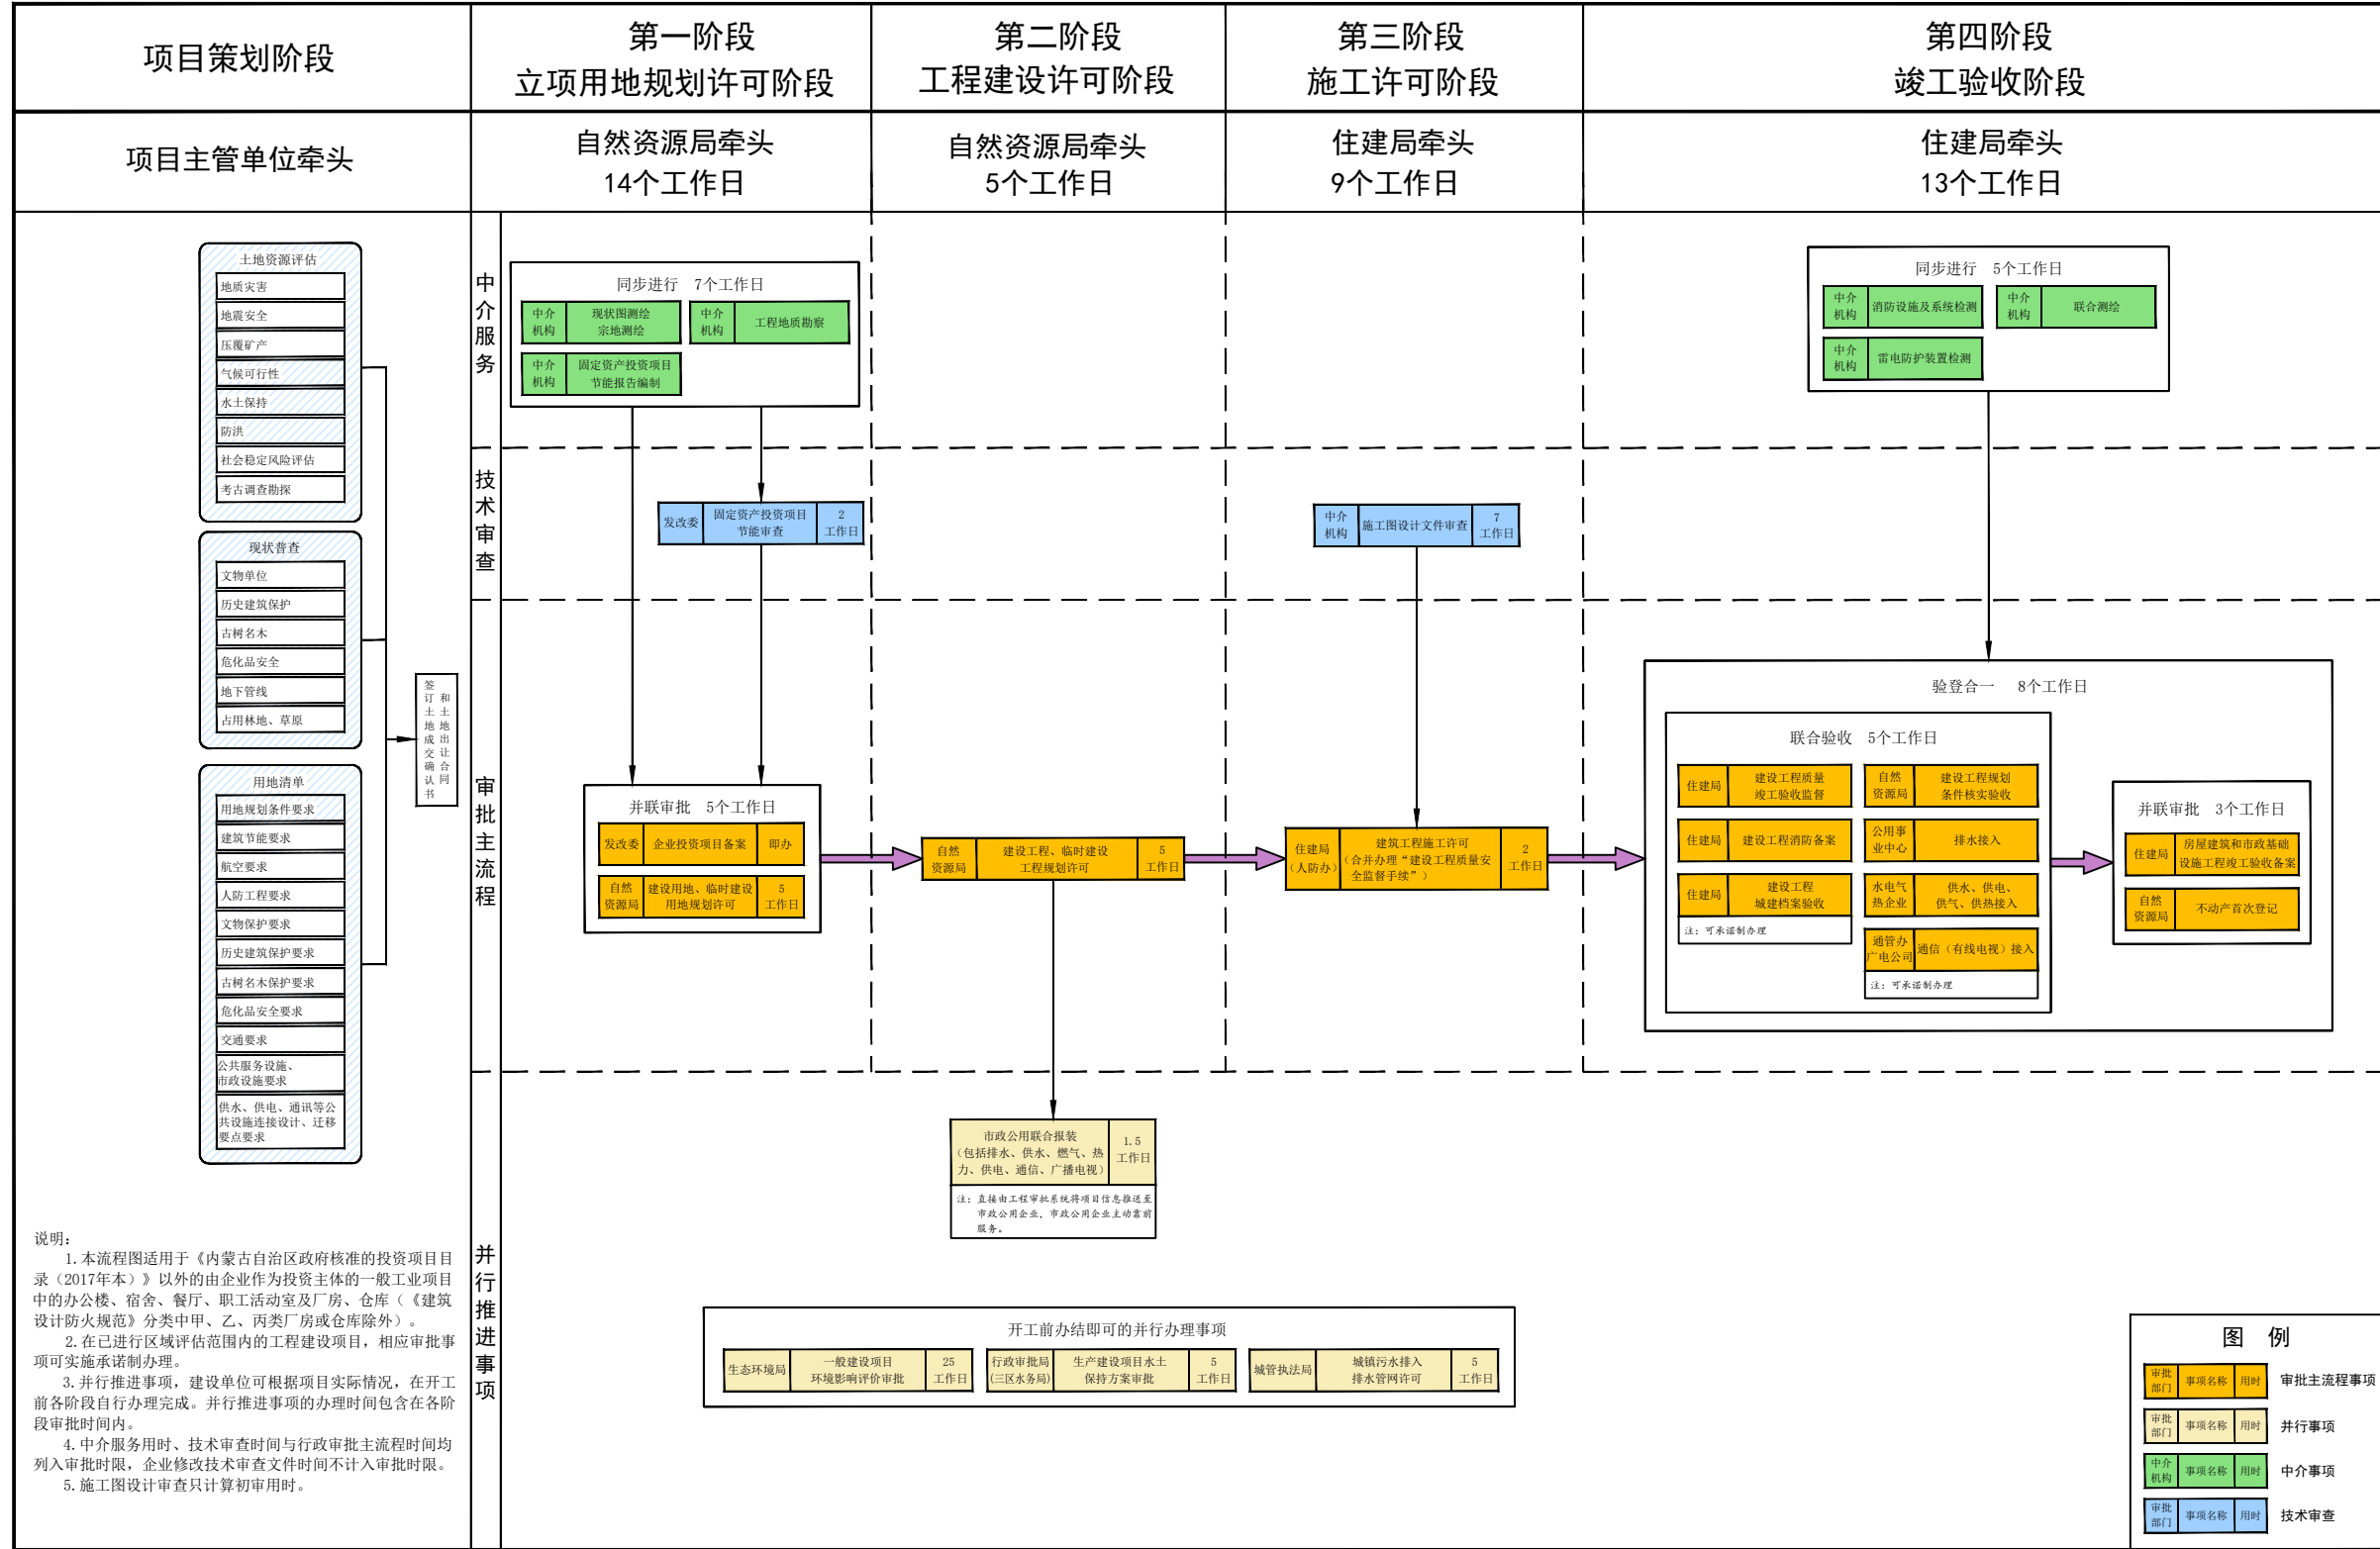 项目策划阶段
第一阶段
立项用地规划许可阶段
第二阶段
工程建设许可阶段
第三阶段
施工许可阶段
第四阶段
竣工验收阶段
项目主管单位牵头
自然资源局牵头
14个工作日
自然资源局牵头
5个工作日
住建局牵头
9个工作日
住建局牵头
13个工作日
土地资源评估
地质灾害
地震安全
压覆矿产
气候可行性
水土保持
防洪
社会稳定风险评估
考古调查勘探
现状普查
文物单位
历史建筑保护
古树名木
危化品安全
地下管线
占用林地、草原
用地清单
用地规划条件要求
建筑节能要求
航空要求
人防工程要求
文物保护要求
历史建筑保护要求
古树名木保护要求
危化品安全要求
交通要求
公共服务设施、
市政设施要求
供水、供电、通讯等公
共设施连接设计、迁移
要点要求
签订土地成交确认书
和土地出让合同
说明：
1.本流程图适用于《内蒙古自治区政府核准的投资项目目
录（2017年本）》以外的由企业作为投资主体的一般工业项目
中的办公楼、宿舍、餐厅、职工活动室及厂房、仓库（《建筑
设计防火规范》分类中甲、乙、丙类厂房或仓库除外）。
2.在已进行区域评估范围内的工程建设项目，相应审批事
项可实施承诺制办理。
3.并行推进事项，建设单位可根据项目实际情况，在开工
前各阶段自行办理完成。并行推进事项的办理时间包含在各阶
段审批时间内。
4.中介服务用时、技术审查时间与行政审批主流程时间均
列入审批时限，企业修改技术审查文件时间不计入审批时限。
5.施工图设计审查只计算初审用时。
中介服务
同步进行 7个工作日
中介
机构
现状图测绘
宗地测绘
中介
机构
工程地质勘察
中介
机构
固定资产投资项目
节能报告编制
同步进行 5个工作日
中介
机构
消防设施及系统检测
中介
机构
联合测绘
中介
机构
雷电防护装置检测
技术审查
发改委
固定资产投资项目
节能审查
2
工作日
中介
机构
施工图设计文件审查
7
工作日
审批主流程
并联审批 5个工作日
发改委
企业投资项目备案
即办
自然
资源局
建设用地、临时建设
用地规划许可
5
工作日
自然
资源局
建设工程、临时建设
工程规划许可
5
工作日
住建局
（人防办）
建筑工程施工许可
（合并办理“建设工程质量安
全监督手续”）
2
工作日
验登合一 8个工作日
联合验收 5个工作日
住建局
建设工程质量
竣工验收监督
自然
资源局
建设工程规划
条件核实验收
住建局
建设工程消防备案
公用事
业中心
排水接入
住建局
建设工程
城建档案验收
注：可承诺制办理
水电气
热企业
供水、供电、
供气、供热接入
通管办
广电公司
通信（有线电视）接入
注：可承诺制办理
并联审批 3个工作日
住建局
房屋建筑和市政基础
设施工程竣工验收备案
自然
资源局
不动产首次登记
并行推进事项
市政公用联合报装
（包括排水、供水、燃气、热
力、供电、通信、广播电视）
1.5
工作日
注：直接由工程审批系统将项目信息推送至
市政公用企业，市政公用企业主动靠前
服务。
开工前办结即可的并行办理事项
生态环境局
一般建设项目
环境影响评价审批
25
工作日
行政审批局
(三区水务局)
生产建设项目水土
保持方案审批
5
工作日
城管执法局
城镇污水排入
排水管网许可
5
工作日
图 例
审批
部门
事项名称
用时
审批主流程事项
审批
部门
事项名称
用时
并行事项
中介
机构
事项名称
用时
中介事项
审批
部门
事项名称
用时
技术审查